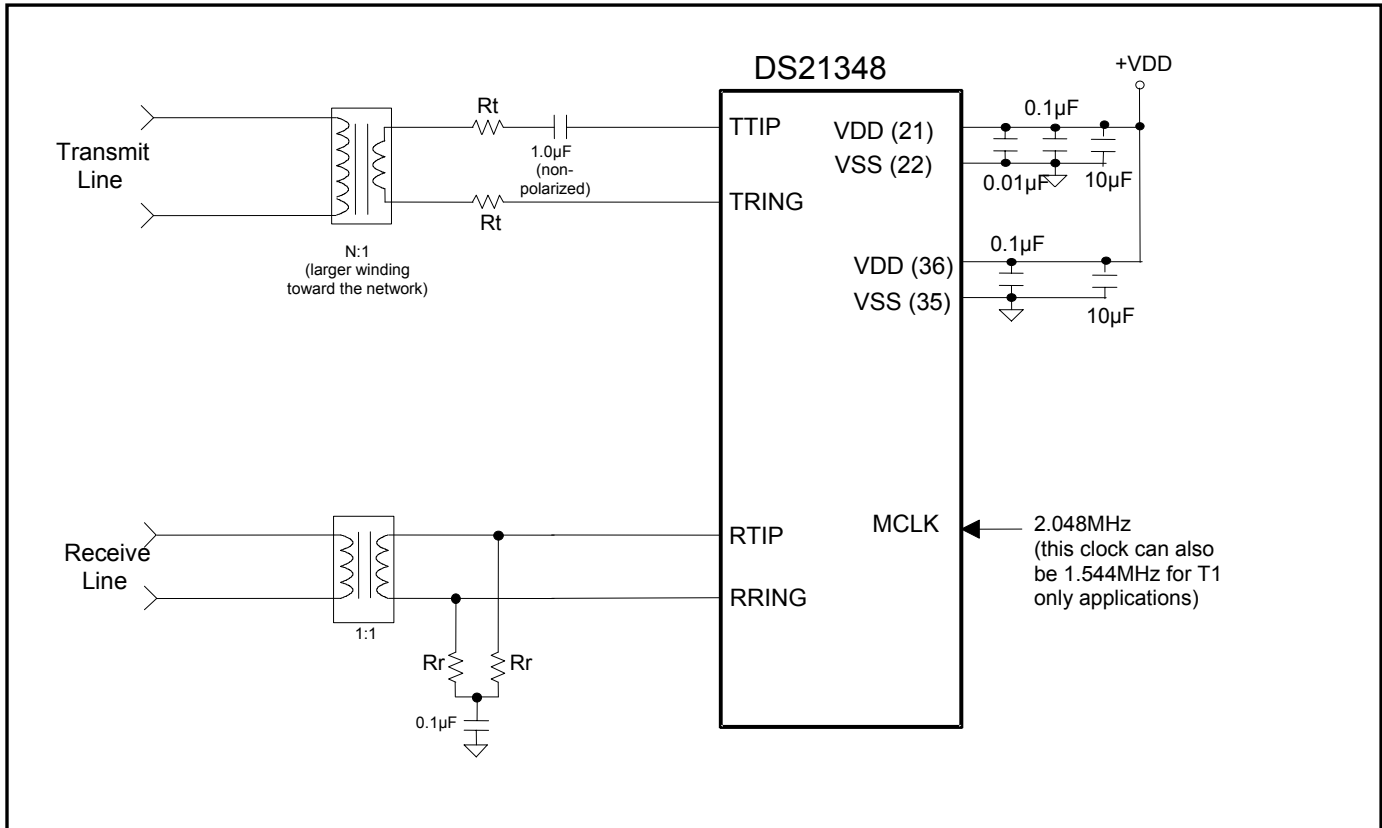 DS21348
+VDD
Transmit
Line
Rt
1.0µF
(non-
polarized)
Rt
N:1
(larger winding
toward the network)
TTIP
TRING
VDD (21)
VSS (22)
0.1µF
0.01µF
10µF
VDD (36)
VSS (35)
0.1µF
10µF
Receive
Line
1:1
Rr
Rr
0.1µF
RTIP
RRING
MCLK
2.048MHz
(this clock can also
be 1.544MHz for T1
only applications)